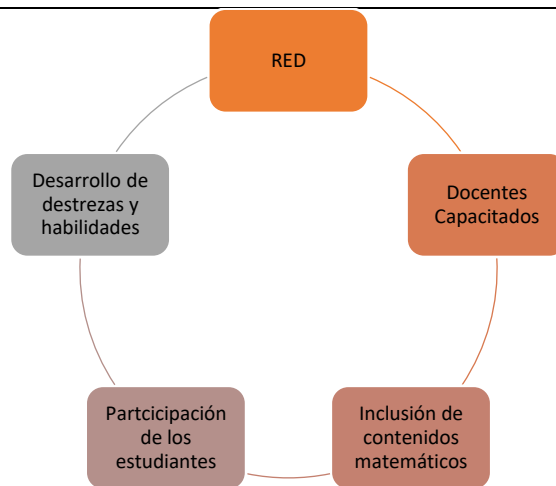 RED
Docentes
Capacitados
Inclusión de
contenidos
matemáticos
Partcicipación
de los
estudiantes
Desarrollo de
destrezas y
habilidades